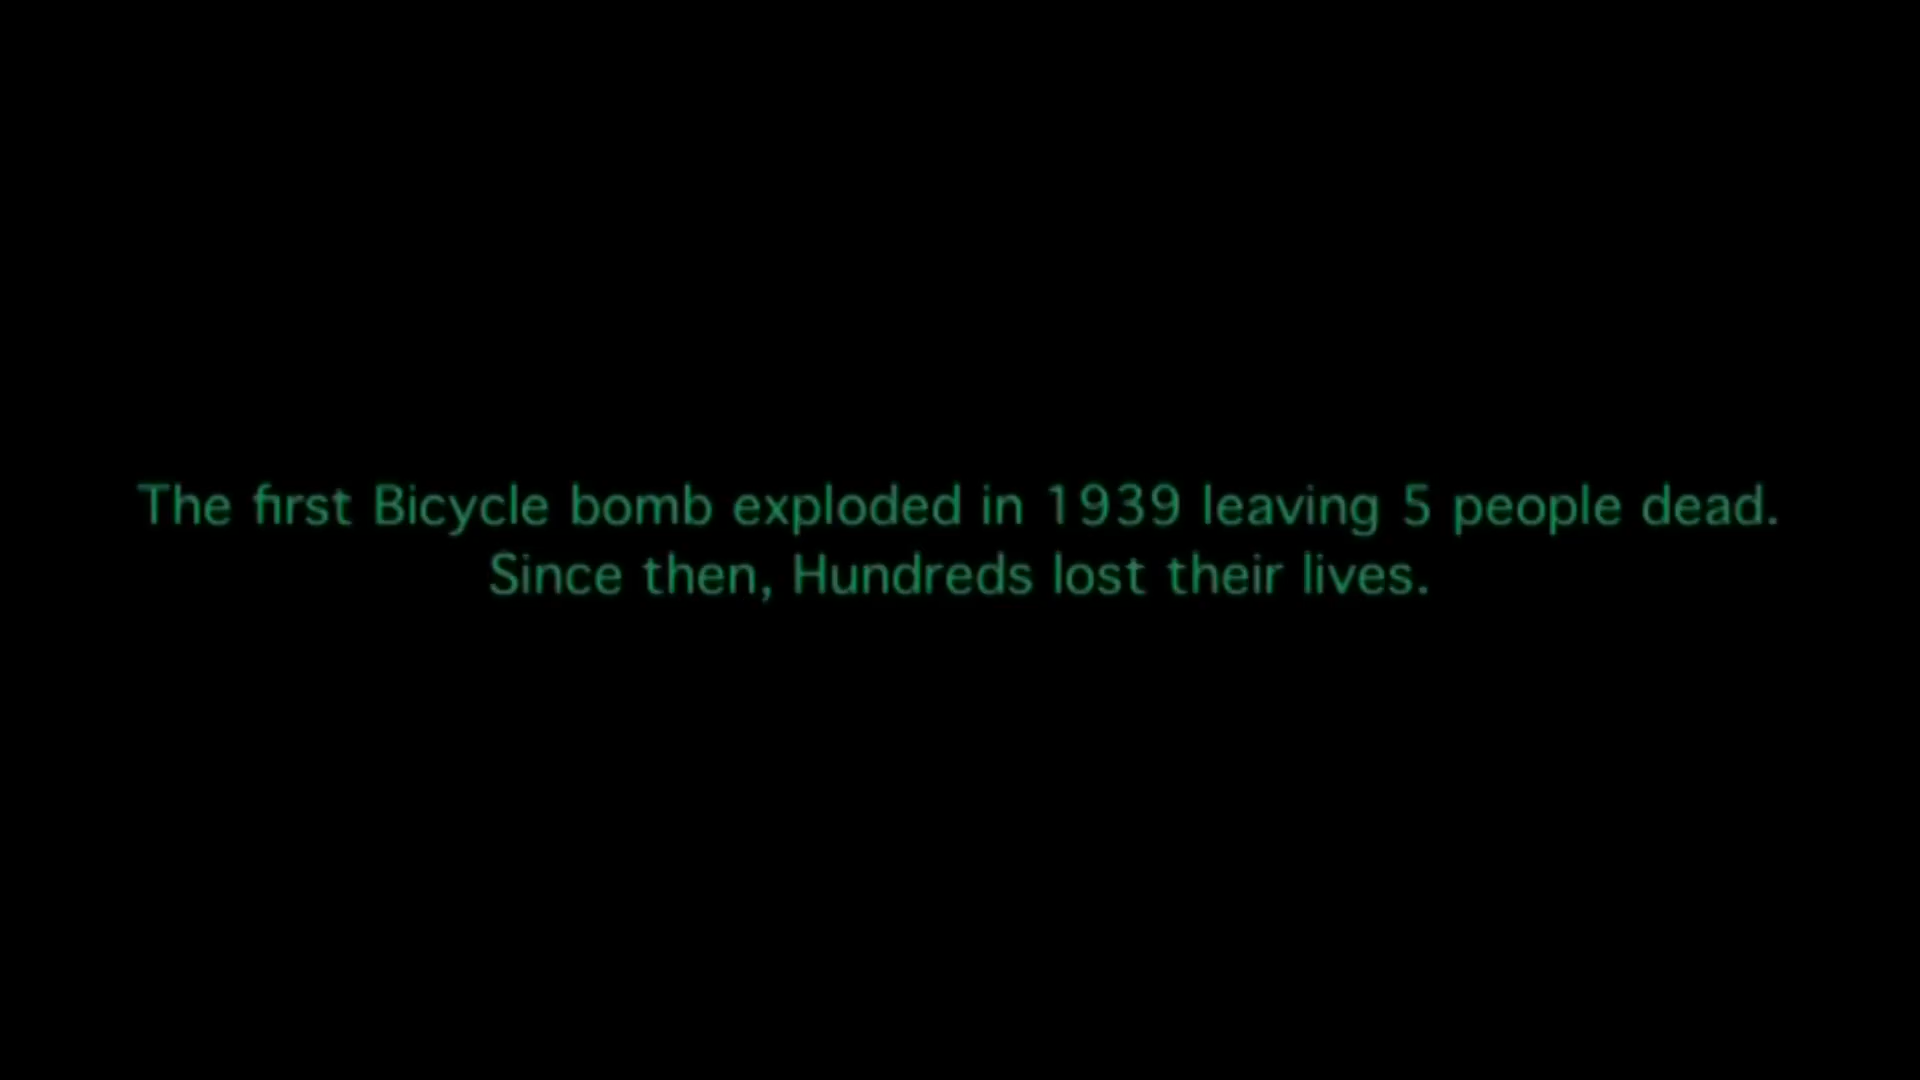 The first Bicycle bomb exploded in 1939 leaving 5 people dead.
Since then, Hundreds lost their lives.